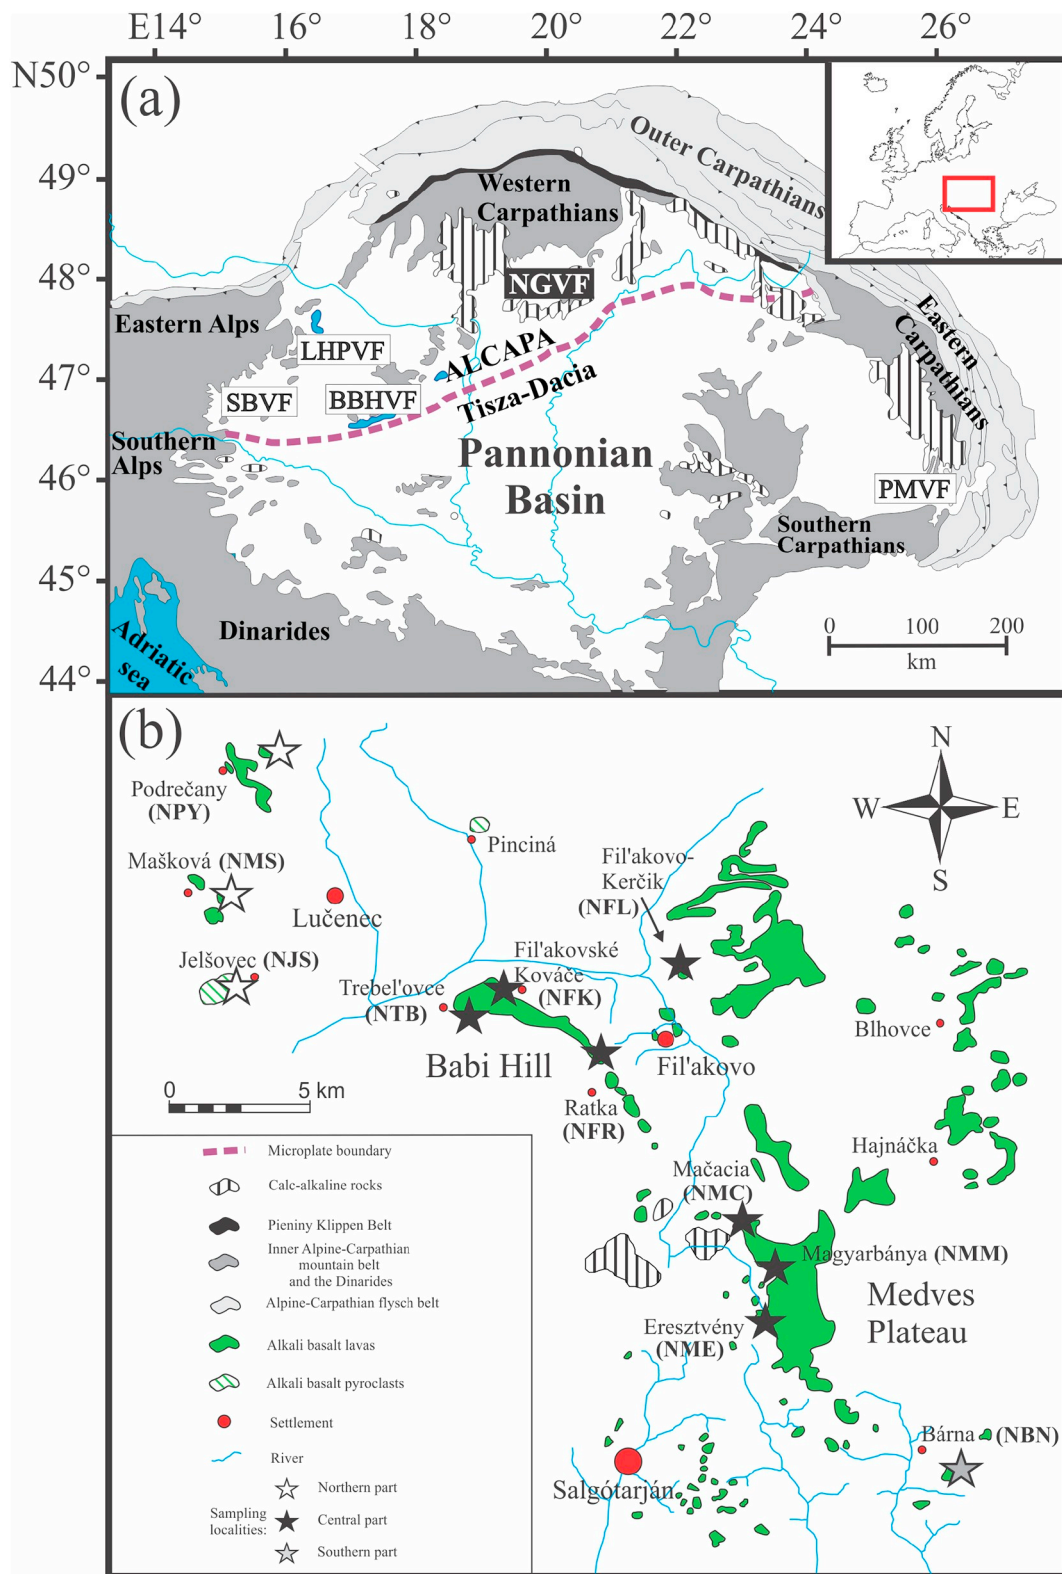 E14° 16° 18° 20° 22° 24° 26°
N50°
49°
48°
47°
46°
45°
44°
(a)
Outer Carpathians
Western
Carpathians
NGVF
Eastern Alps
LHPVF
ALCAPA
Tisza-Dacia
SBVF
BBHVF
Eastern
Carpathians
Southern
Alps
Pannonian
Basin
PMVF
Southern
Carpathians
Dinarides
Adriatic
sea
0 100 200
km
(b)
N
W E
S
Podrečany
(NPY)
Pinciná
Mašková (NMS)
Lučenec
Fil'akovo-
Kerčik
(NFL)
Jelšovec (NJS)
Fil'akovské
Kováče
(NFK)
Trebel'ovce
(NTB)
Babi Hill
Fil'akovo
Blhovce
0 5 km
Ratka
(NFR)
Hajnáčka
Mačacia
(NMC)
Magyarbánya (NMM)
Medves
Plateau
Eresztvény
(NME)
Bárna (NBN)
Salgótarján
Microplate boundary
Calc-alkaline rocks
Pieniny Klippen Belt
Inner Alpine-Carpathian
mountain belt
and the Dinarides
Alpine-Carpathian flysch belt
Alkali basalt lavas
Alkali basalt pyroclasts
Settlement
River
Sampling
localities:
Northern part
Central part
Southern part